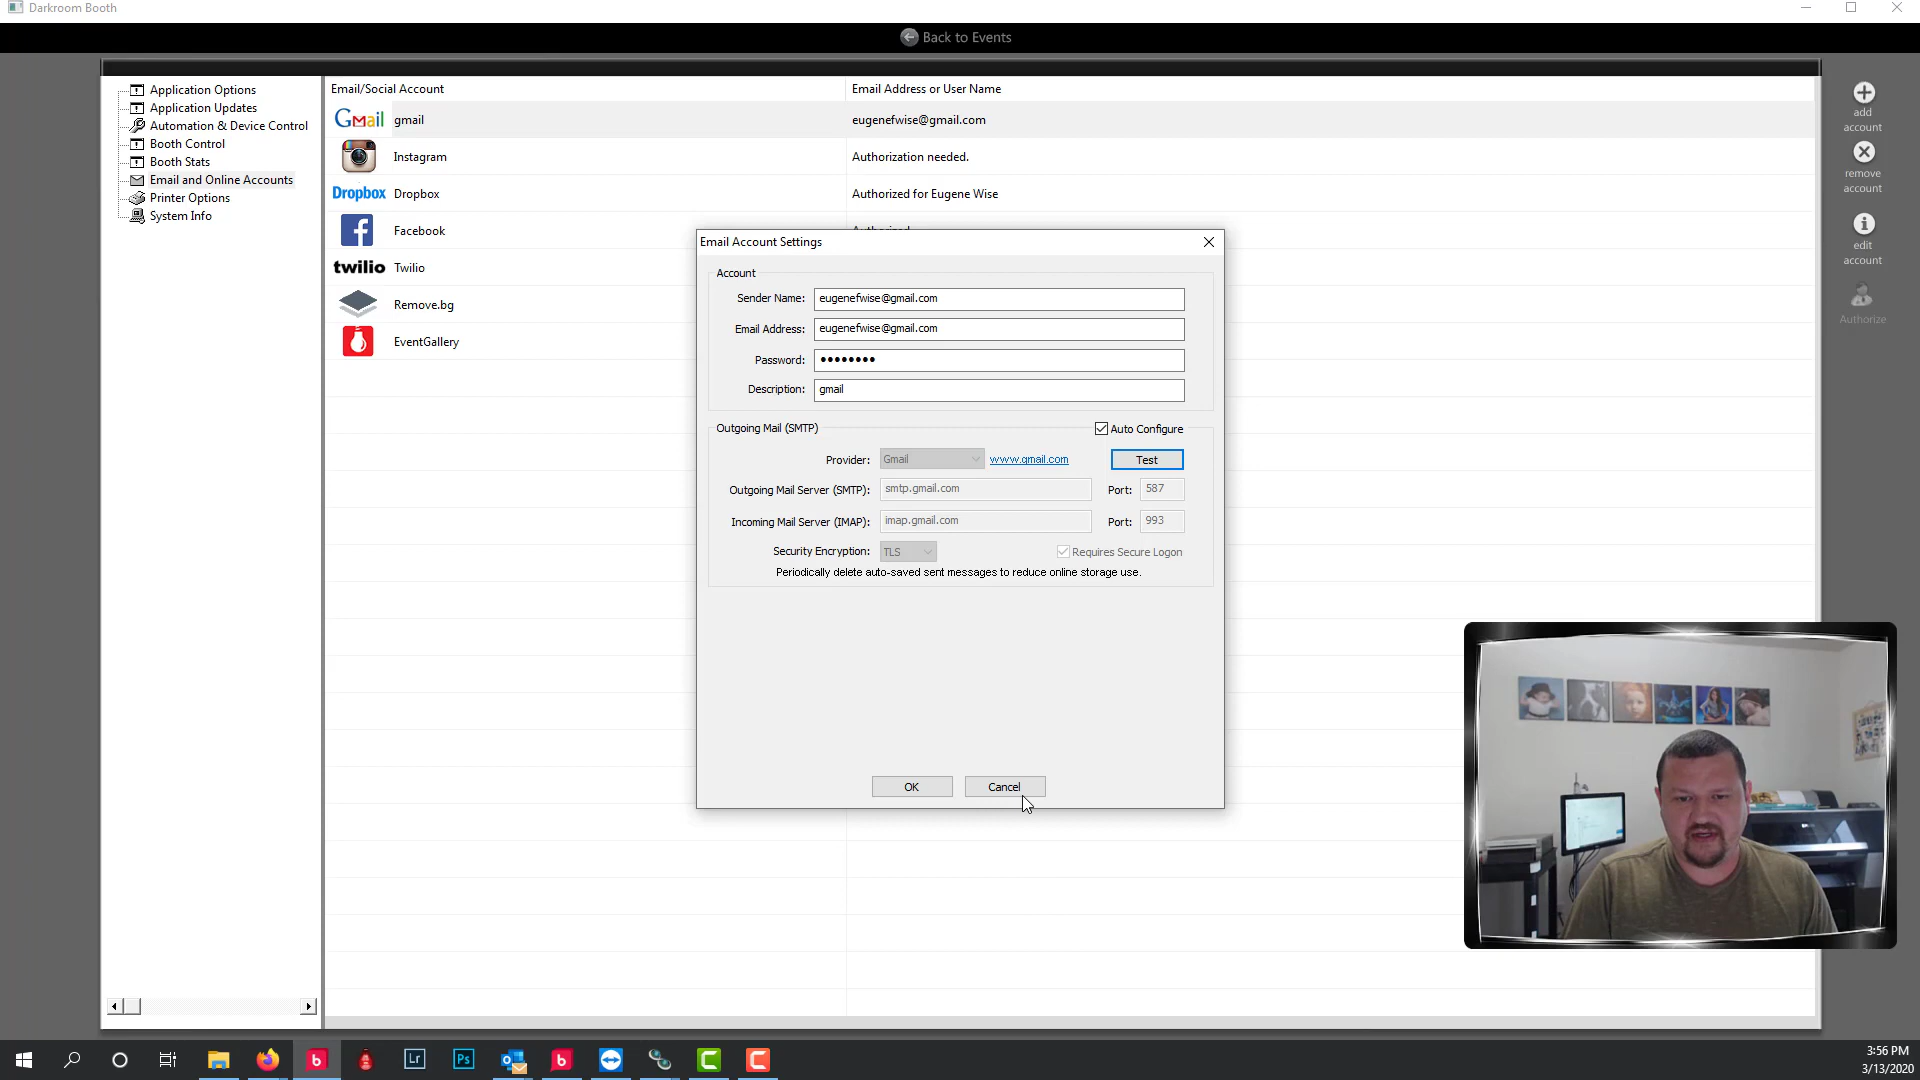 Darkroom Booth
Back to Events
Application Options
Application Updates
Automation & Device Control
Booth Control
Booth Stats
Email and Online Accounts
Printer Options
System Info
Email/Social Account
Email Address or User Name
Gmail
gmail
eugenefwise@gmail.com
Instagram
Authorization needed.
Dropbox
Dropbox
Authorized for Eugene Wise
Facebook
twilio
Twilio
Remove.bg
EventGallery
add
account
remove
account
edit
account
Authorize
Email Account Settings
Account
Sender Name:
eugenefwise@gmail.com
Email Address:
eugenefwise@gmail.com
Password:
••••••••
Description:
gmail
Outgoing Mail (SMTP)
Auto Configure
Provider:
Gmail
www.gmail.com
Test
Outgoing Mail Server (SMTP):
smtp.gmail.com
Port:
587
Incoming Mail Server (IMAP):
imap.gmail.com
Port:
993
Security Encryption:
TLS
Requires Secure Logon
Periodically delete auto-saved sent messages to reduce online storage use.
OK
Cancel
Lr
Ps
3:56 PM
3/13/2020